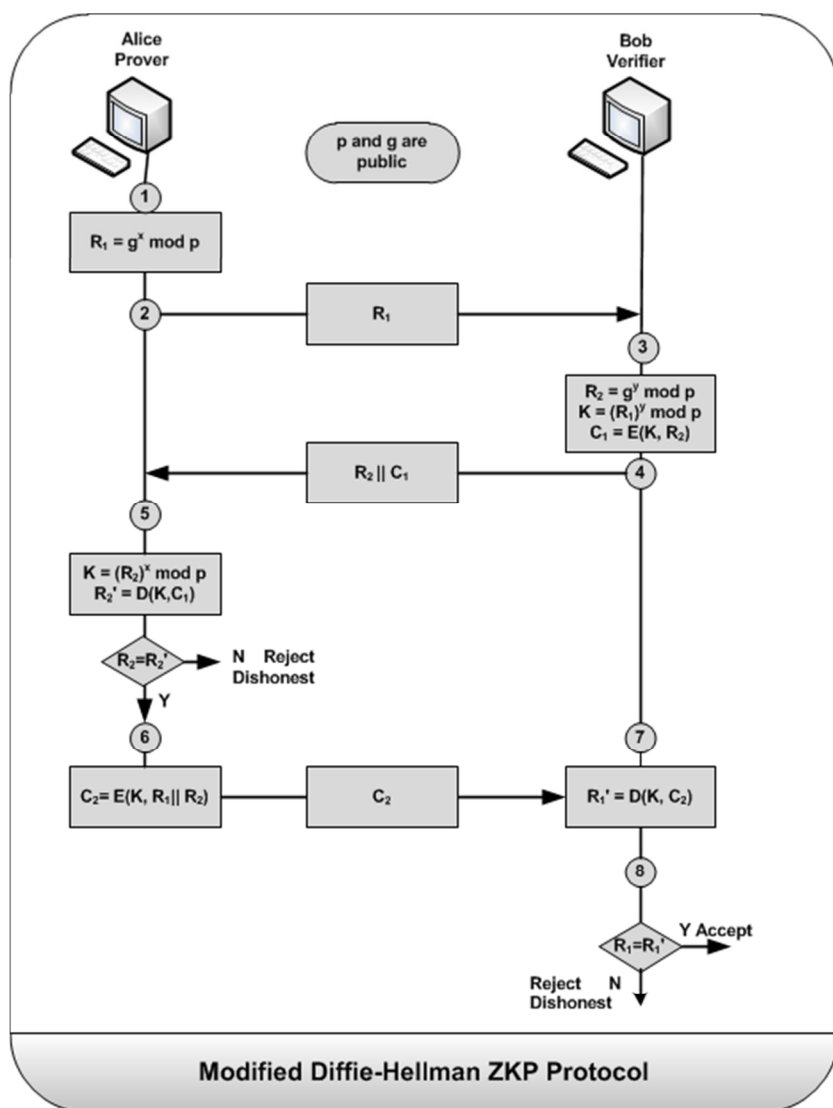 Alice
Prover
Bob
Verifier
p and g are
public
1
R₁ = gˣ mod p
2
R₁
3
R₂ = gʸ mod p
K = (R₁)ʸ mod p
C₁ = E(K, R₂)
R₂ || C₁
4
5
K = (R₂)ˣ mod p
R₂' = D(K,C₁)
R₂=R₂'
N Reject
Dishonest
Y
6
7
C₂= E(K, R₁|| R₂)
C₂
R₁' = D(K, C₂)
8
R₁=R₁'
Y Accept
Reject N
Dishonest
Modified Diffie-Hellman ZKP Protocol